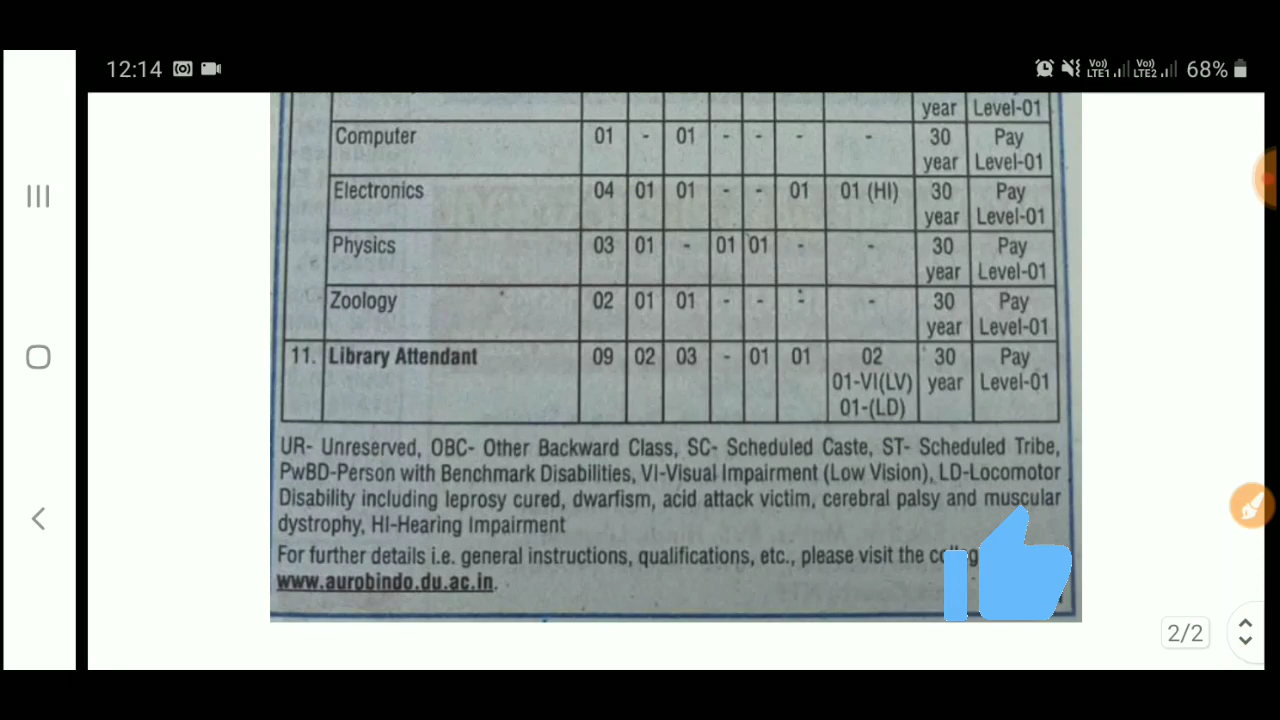 12:14
Vo)) LTE1 Vo)) LTE2 68%
year Level-01
Computer 01 - 01 - - - - 30 Pay
year Level-01
Electronics 04 01 01 - - 01 01 (HI) 30 Pay
year Level-01
Physics 03 01 - 01 01 - - 30 Pay
year Level-01
Zoology 02 01 01 - - - - 30 Pay
year Level-01
11. Library Attendant 09 02 03 - 01 01 02 30 Pay
01-VI(LV) year Level-01
01-(LD)
UR- Unreserved, OBC- Other Backward Class, SC- Scheduled Caste, ST- Scheduled Tribe,
PwBD-Person with Benchmark Disabilities, VI-Visual Impairment (Low Vision), LD-Locomotor
Disability including leprosy cured, dwarfism, acid attack victim, cerebral palsy and muscular
dystrophy, HI-Hearing Impairment
For further details i.e. general instructions, qualifications, etc., please visit the
www.aurobindo.du.ac.in.
2/2